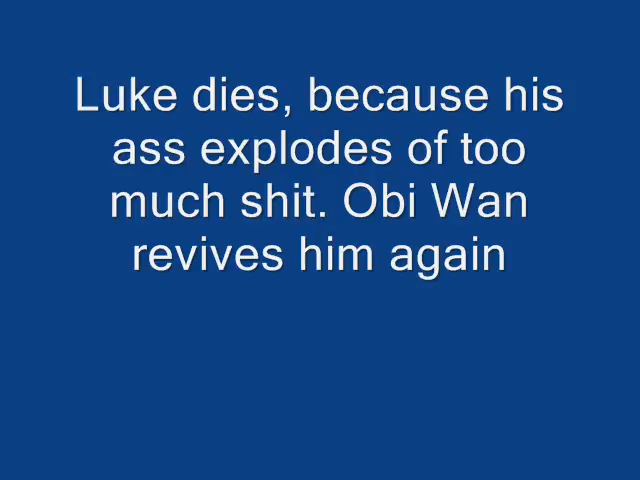 Luke dies, because his
ass explodes of too
much shit. Obi Wan
revives him again